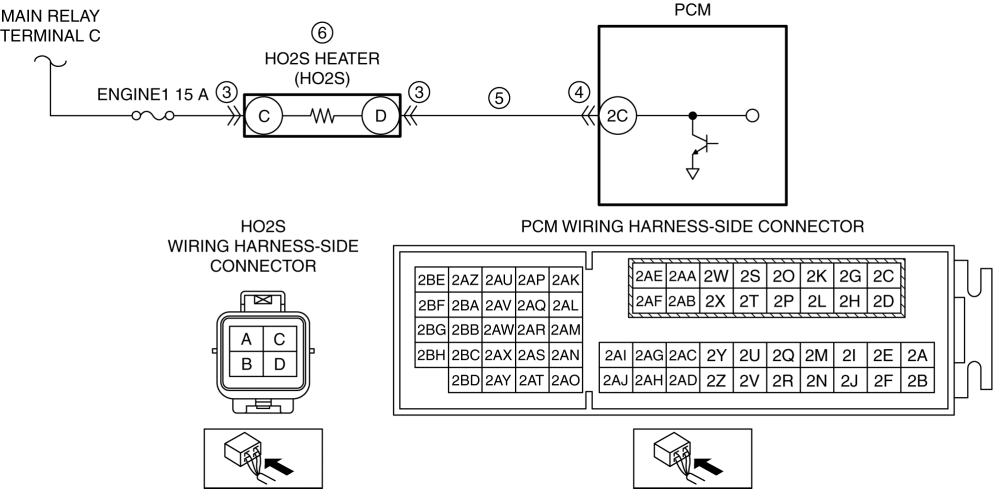 MAIN RELAY
TERMINAL C
PCM
6
HO2S HEATER
(HO2S)
ENGINE1 15 A
3
3
5
4
C
D
2C
HO2S
WIRING HARNESS-SIDE
CONNECTOR
A C
B D
PCM WIRING HARNESS-SIDE CONNECTOR
2BE 2AZ 2AU 2AP 2AK
2BF 2BA 2AV 2AQ 2AL
2BG 2BB 2AW 2AR 2AM
2BH 2BC 2AX 2AS 2AN
2BD 2AY 2AT 2AO
2AE 2AA 2W 2S 2O 2K 2G 2C
2AF 2AB 2X 2T 2P 2L 2H 2D
2AI 2AG 2AC 2Y 2U 2Q 2M 2I 2E 2A
2AJ 2AH 2AD 2Z 2V 2R 2N 2J 2F 2B